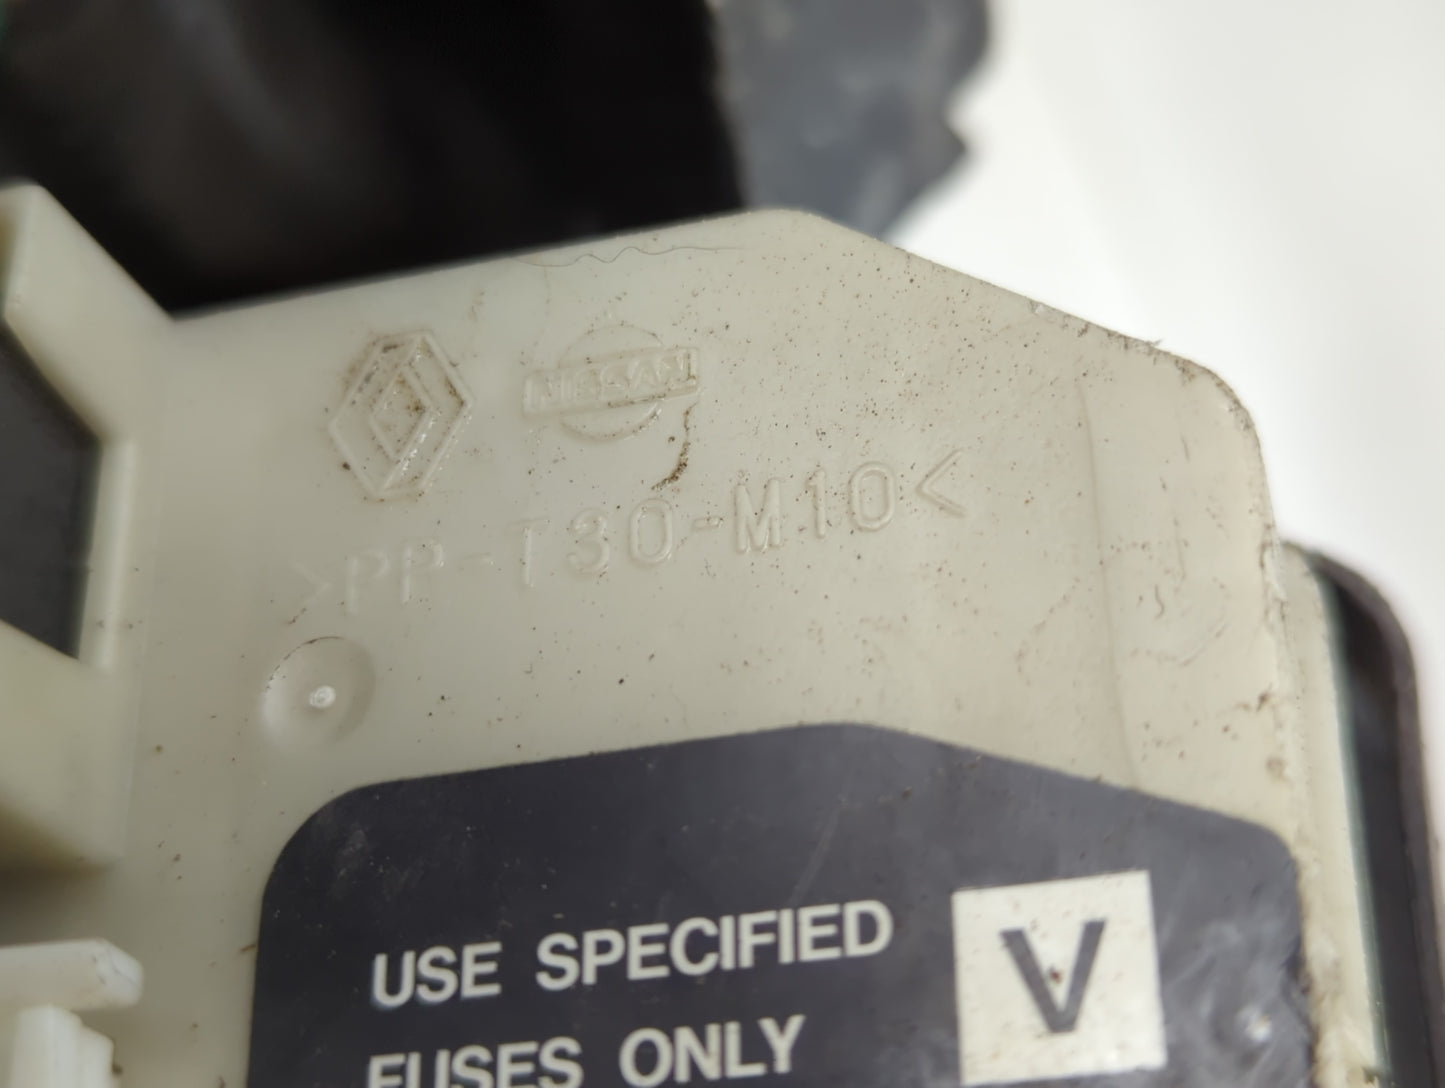 NISSAN
>PP-T30-M10<
USE SPECIFIED
FUSES ONLY
V